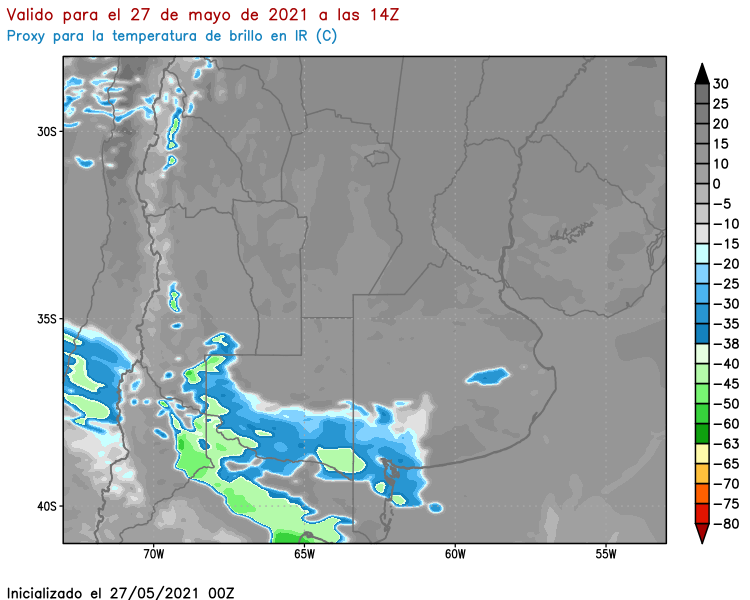 Valido para el 27 de mayo de 2021 a las 14Z
Proxy para la temperatura de brillo en IR (C)
30S
35S
40S
70W
65W
60W
55W
30
25
20
15
10
0
-5
-10
-15
-20
-25
-30
-35
-38
-40
-45
-50
-60
-63
-65
-70
-75
-80
Inicializado el 27/05/2021 00Z